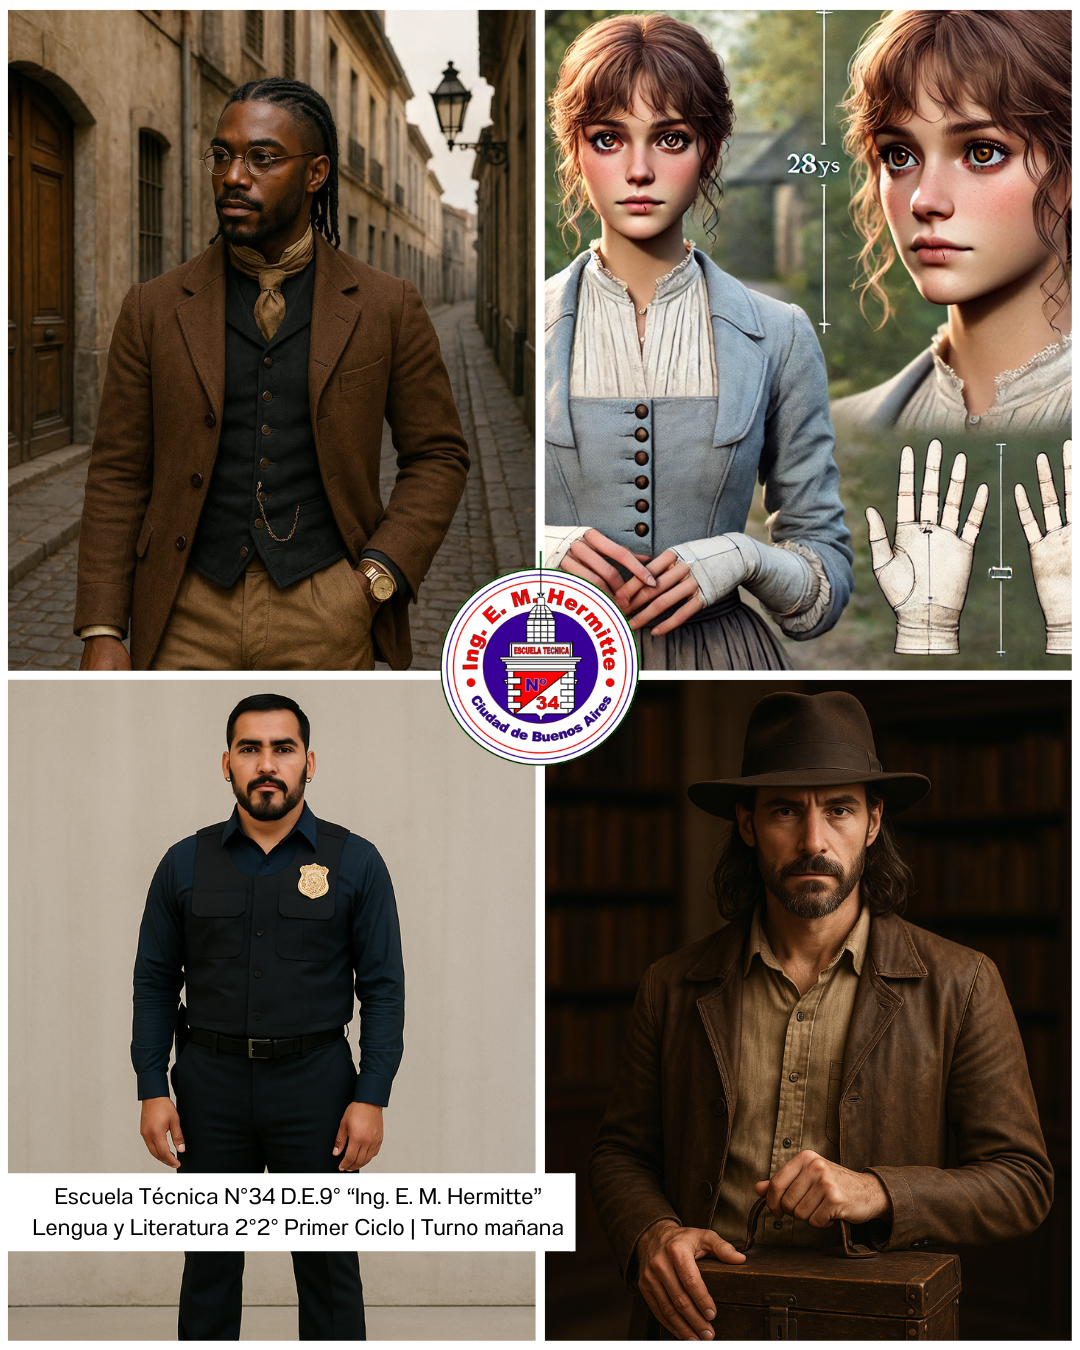 28ys
Ing. E. M. Hermitte
ESCUELA TECNICA
Nº
34
Ciudad de Buenos Aires
Escuela Técnica N°34 D.E.9° “Ing. E. M. Hermitte”
Lengua y Literatura 2°2° Primer Ciclo | Turno mañana